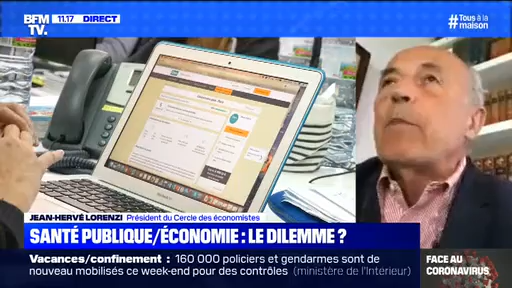 BFM
TV.
11.17 DIRECT
#Tous à la
maison
JEAN-HERVÉ LORENZI Président du Cercle des économistes
SANTÉ PUBLIQUE/ÉCONOMIE : LE DILEMME ?
Vacances/confinement : 160 000 policiers et gendarmes sont de
nouveau mobilisés ce week-end pour des contrôles (ministère de l'Intérieur)
FACE AU
CORONAVIRUS